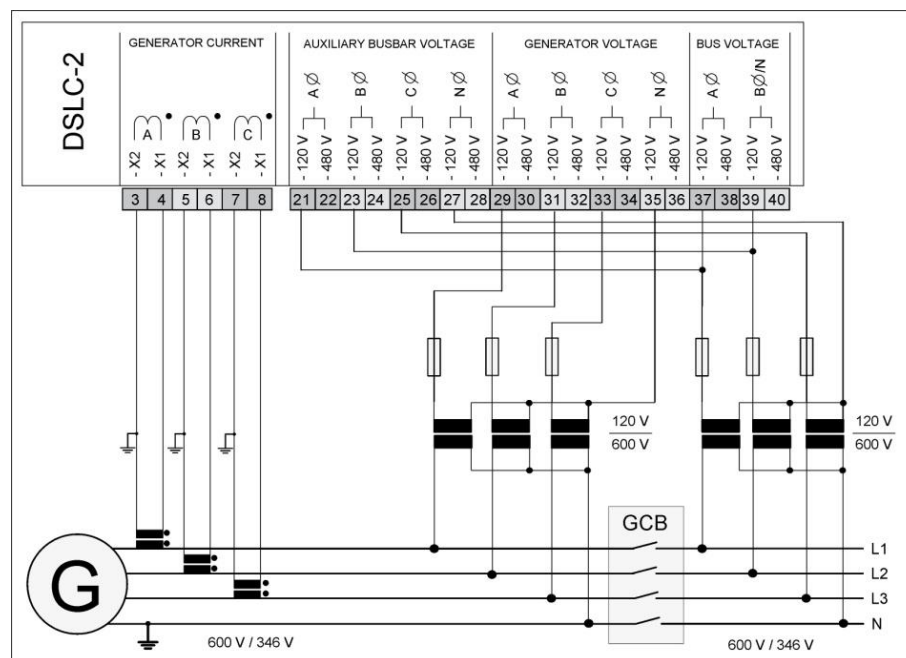 DSLC-2
GENERATOR CURRENT
AUXILIARY BUSBAR VOLTAGE
GENERATOR VOLTAGE
BUS VOLTAGE
A B C
- X2 - X1 - X2 - X1 - X2 - X1
A Ø B Ø C Ø N Ø
A Ø B Ø C Ø N Ø
A Ø B Ø/N
- 120 V - 480 V - 120 V - 480 V - 120 V - 480 V - 120 V - 480 V
- 120 V - 480 V - 120 V - 480 V - 120 V - 480 V - 120 V - 480 V
- 120 V - 480 V - 120 V - 480 V
3 4 5 6 7 8
21 22 23 24 25 26 27 28 29 30 31 32 33 34 35 36 37 38 39 40
120 V
600 V
120 V
600 V
GCB
G
L1
L2
L3
N
600 V / 346 V
600 V / 346 V